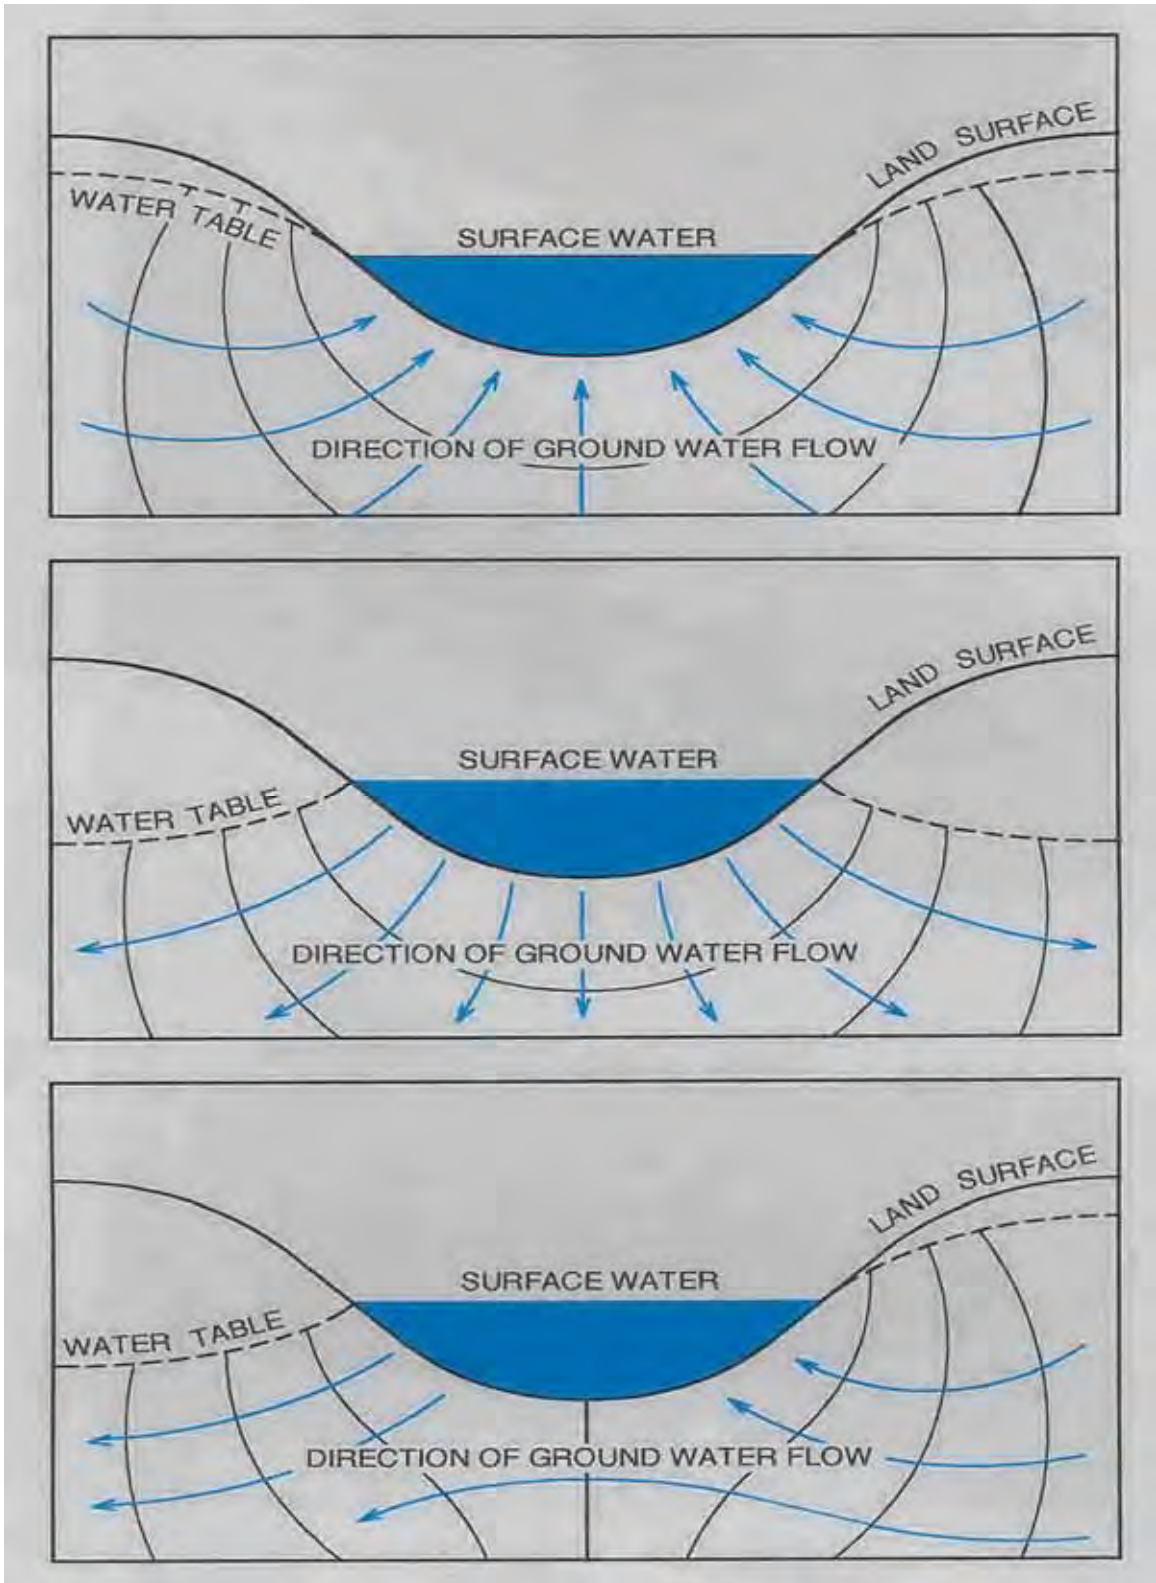 LAND SURFACE
WATER TABLE
SURFACE WATER
DIRECTION OF GROUND WATER FLOW
LAND SURFACE
SURFACE WATER
WATER TABLE
DIRECTION OF GROUND WATER FLOW
LAND SURFACE
SURFACE WATER
WATER TABLE
DIRECTION OF GROUND WATER FLOW